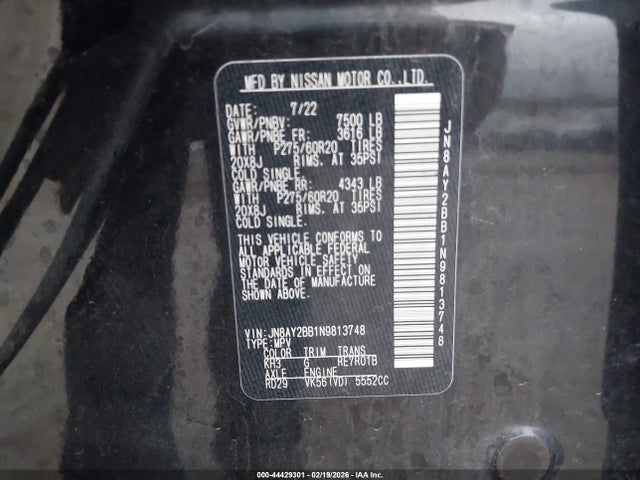 MFD BY NISSAN MOTOR CO.,LTD.
DATE: 7/22
GVWR/PNBV: 7500 LB
GAWR/PNBE FR: 3616 LB
WITH P275/60R20 TIRES
20X8J RIMS. AT 35PSI
COLD SINGLE.
GAWR/PNBE RR: 4343 LB
WITH P275/60R20 TIRES
20X8J RIMS. AT 35PSI
COLD SINGLE.
THIS VEHICLE CONFORMS TO
ALL APPLICABLE FEDERAL
MOTOR VEHICLE SAFETY
STANDARDS IN EFFECT ON
THE DATE OF MANUFACTURE
SHOWN ABOVE.
VIN: JN8AY2BB1N9813748
TYPE: MPV
COLOR TRIM TRANS
KH3 G RE7R01B
AXLE ENGINE
RD29 VK56(VD) 5552CC
JN8AY2BB1N9813748
000-44429301 - 02/19/2026 - IAA Inc.